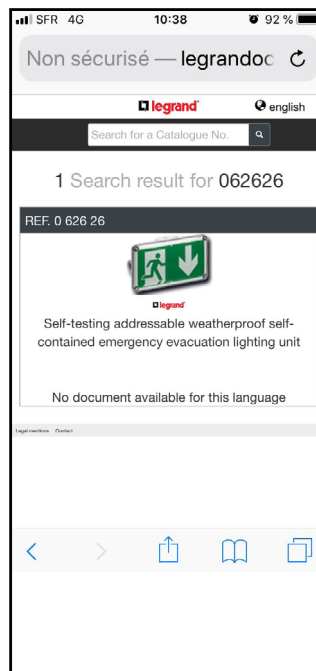 SFR 4G 10:38 92 %
Non sécurisé — legrandoc
legrand
english
Search for a Catalogue No.
1 Search result for 062626
REF. 0 626 26
legrand
Self-testing addressable weatherproof self-
contained emergency evacuation lighting unit
No document available for this language
Legal mentions Contact